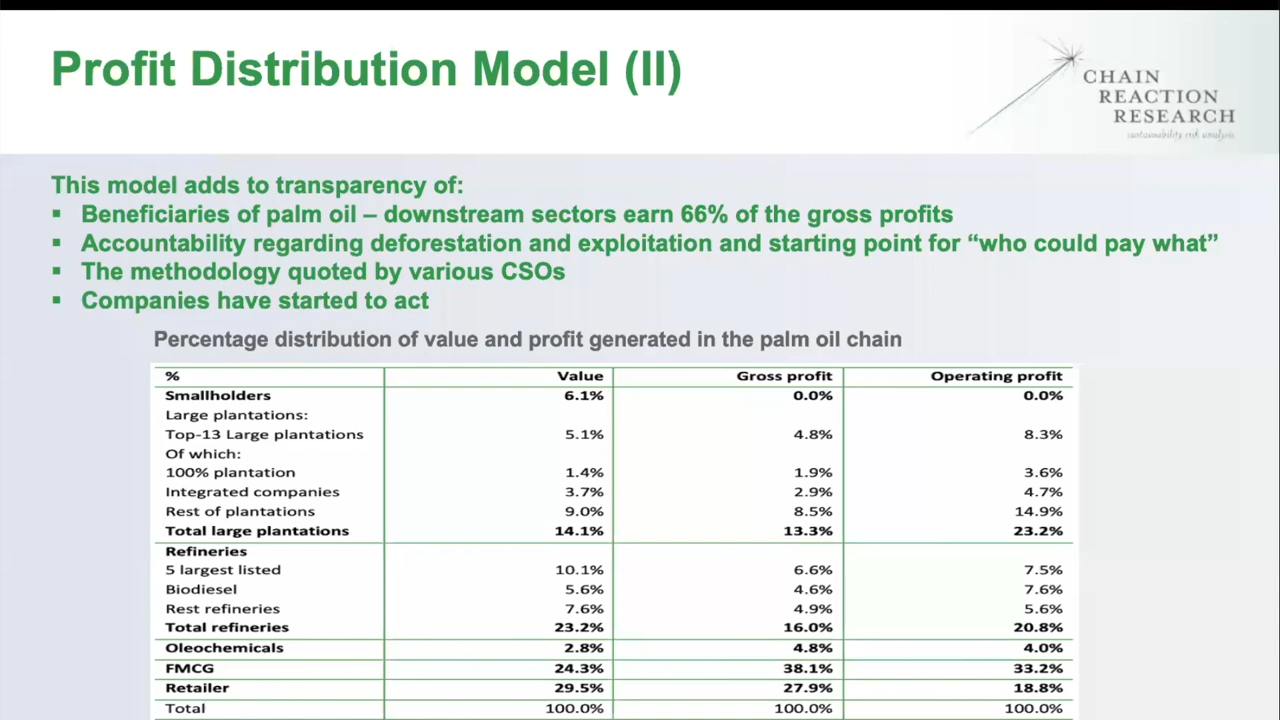 Profit Distribution Model (II)
CHAIN
REACTION
RESEARCH
sustainability risk analysis
This model adds to transparency of:
▪ Beneficiaries of palm oil – downstream sectors earn 66% of the gross profits
▪ Accountability regarding deforestation and exploitation and starting point for “who could pay what”
▪ The methodology quoted by various CSOs
▪ Companies have started to act
Percentage distribution of value and profit generated in the palm oil chain
% Value Gross profit Operating profit
Smallholders 6.1% 0.0% 0.0%
Large plantations:
Top-13 Large plantations 5.1% 4.8% 8.3%
Of which:
100% plantation 1.4% 1.9% 3.6%
Integrated companies 3.7% 2.9% 4.7%
Rest of plantations 9.0% 8.5% 14.9%
Total large plantations 14.1% 13.3% 23.2%
Refineries
5 largest listed 10.1% 6.6% 7.5%
Biodiesel 5.6% 4.6% 7.6%
Rest refineries 7.6% 4.9% 5.6%
Total refineries 23.2% 16.0% 20.8%
Oleochemicals 2.8% 4.8% 4.0%
FMCG 24.3% 38.1% 33.2%
Retailer 29.5% 27.9% 18.8%
Total 100.0% 100.0% 100.0%